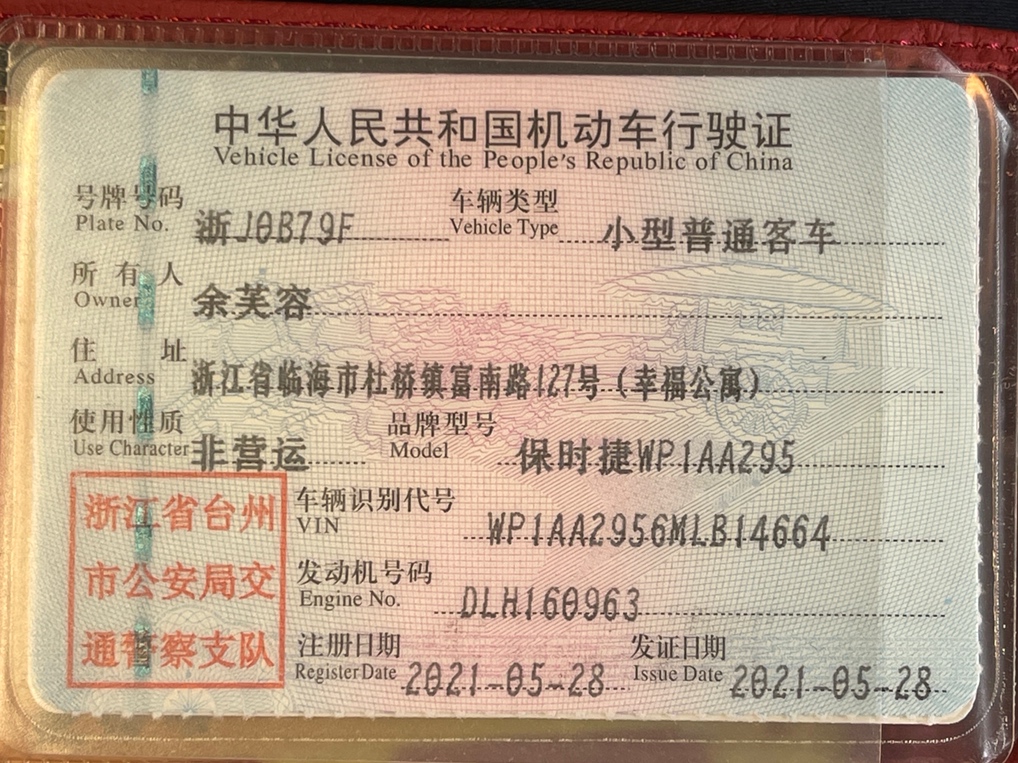 中华人民共和国机动车行驶证
Vehicle License of the People's Republic of China
号牌号码 浙J0B79F 车辆类型 小型普通客车
Plate No. Vehicle Type
所有人 余芙容
Owner
住址 浙江省临海市杜桥镇富南路127号（幸福公寓）
Address
使用性质 非营运 品牌型号 保时捷WP1AA295
Use Character Model
浙江省台州
市公安局交
通警察支队
车辆识别代号 WP1AA2956MLB14664
VIN
发动机号码 DLH160963
Engine No.
注册日期 2021-05-28 发证日期 2021-05-28
Register Date Issue Date